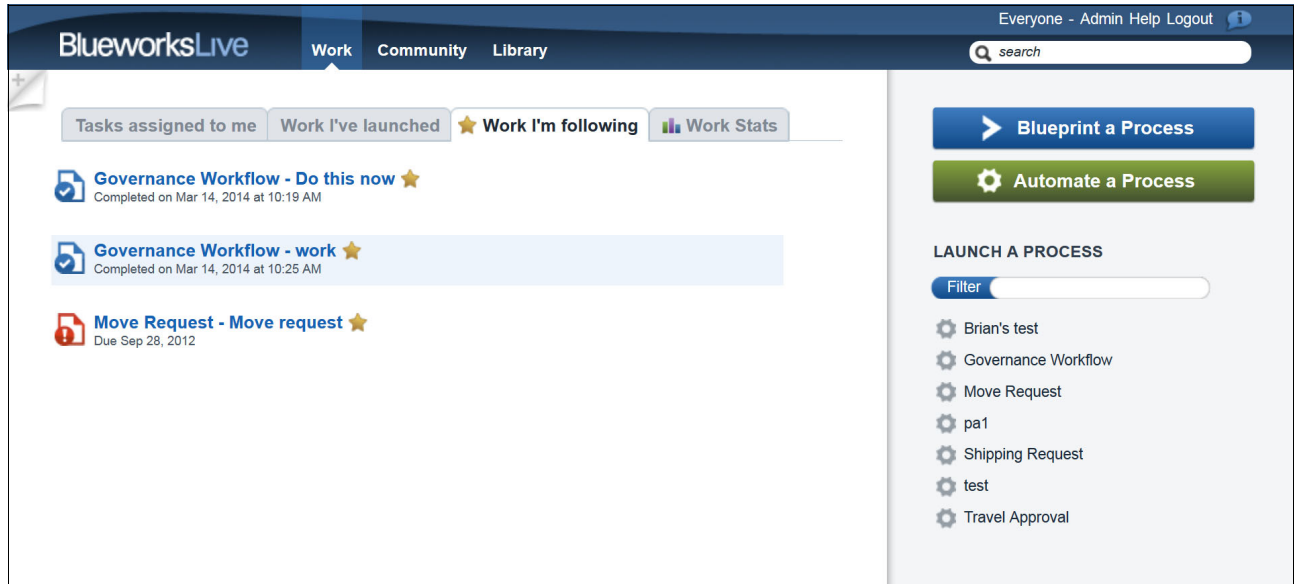 Everyone - Admin Help Logout
BlueworksLive
Work Community Library
search
Tasks assigned to me Work I've launched Work I'm following Work Stats
Governance Workflow - Do this now
Completed on Mar 14, 2014 at 10:19 AM
Governance Workflow - work
Completed on Mar 14, 2014 at 10:25 AM
Move Request - Move request
Due Sep 28, 2012
Blueprint a Process
Automate a Process
LAUNCH A PROCESS
Filter
Brian's test
Governance Workflow
Move Request
pa1
Shipping Request
test
Travel Approval